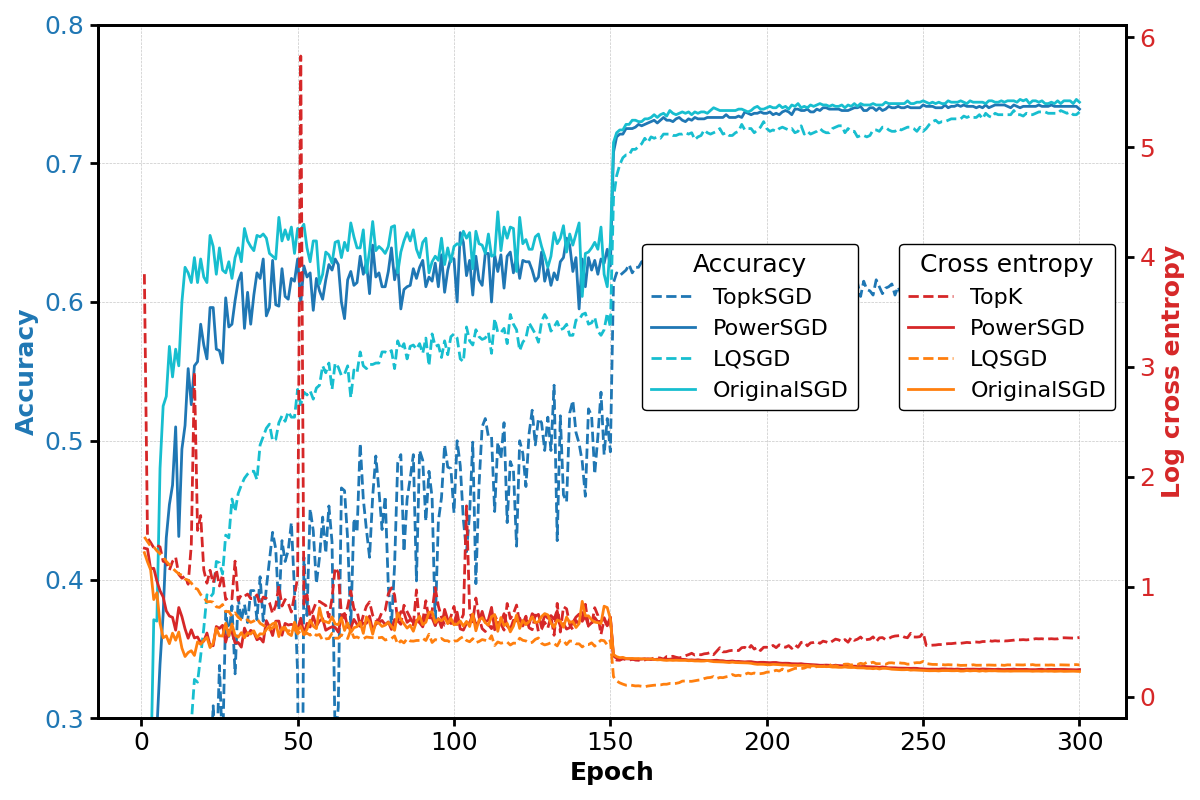 0.8
0.7
0.6
0.5
0.4
0.3
Accuracy
6
5
4
3
2
1
0
Log cross entropy
Accuracy
TopkSGD
PowerSGD
LQSGD
OriginalSGD
Cross entropy
TopK
PowerSGD
LQSGD
OriginalSGD
0 50 100 150 200 250 300
Epoch